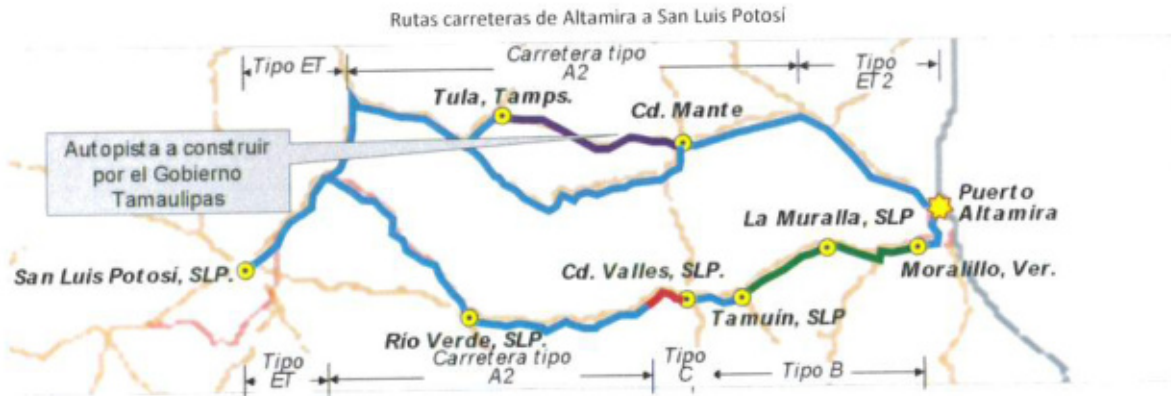 Rutas carreteras de Altamira a San Luis Potosí
Tipo ET
Carretera tipo
A2
Tipo
ET2
Tula, Tamps.
Cd. Mante
Autopista a construir
por el Gobierno
Tamaulipas
Puerto
Altamira
La Muralla, SLP
San Luis Potosí, SLP.
Cd. Valles, SLP.
Moralillo, Ver.
Tamuín, SLP
Río Verde, SLP.
Tipo
ET
Carretera tipo
A2
Tipo
C
Tipo B